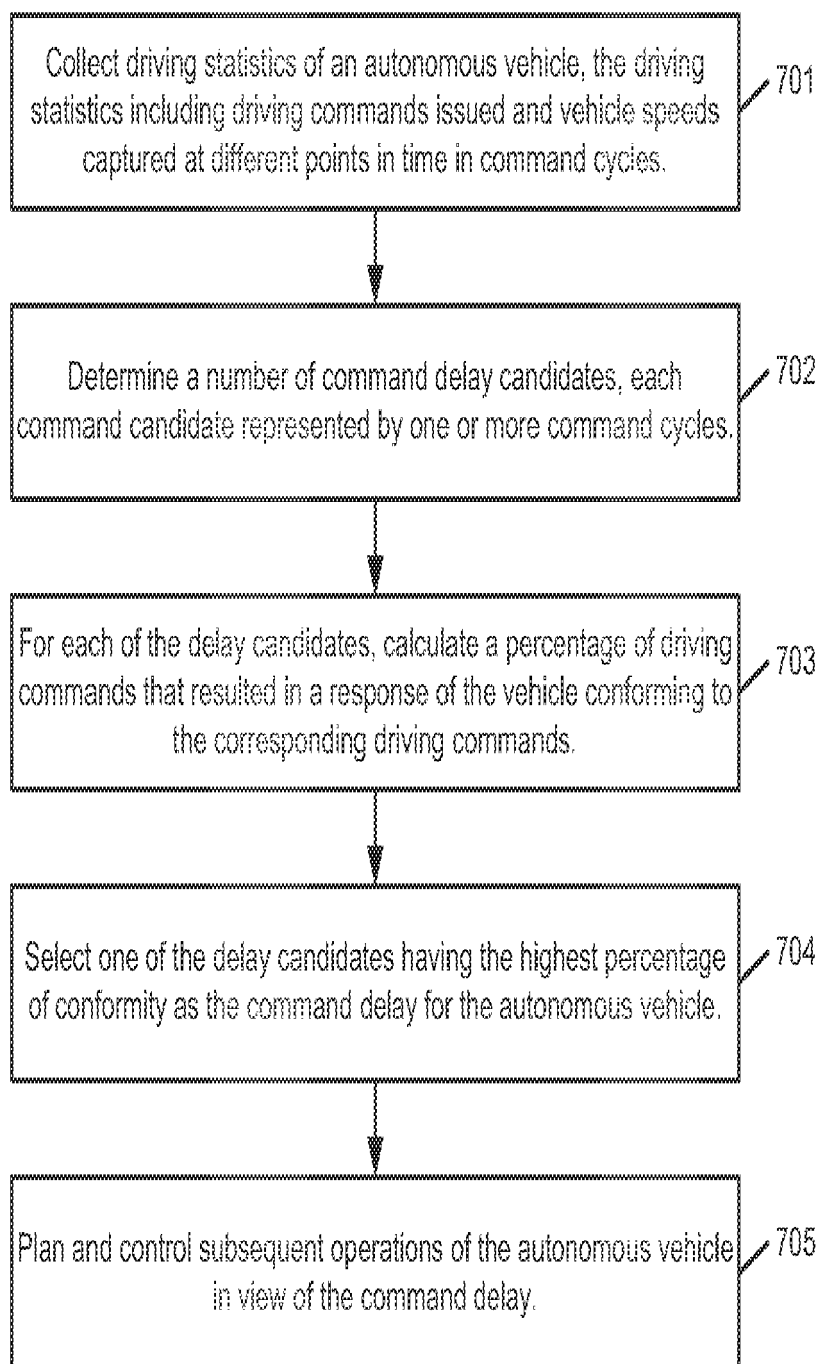 Collect driving statistics of an autonomous vehicle, the driving
statistics including driving commands issued and vehicle speeds
captured at different points in time in command cycles.
701
Determine a number of command delay candidates, each
command candidate represented by one or more command cycles.
702
For each of the delay candidates, calculate a percentage of driving
commands that resulted in a response of the vehicle conforming to
the corresponding driving commands.
703
Select one of the delay candidates having the highest percentage
of conformity as the command delay for the autonomous vehicle.
704
Plan and control subsequent operations of the autonomous vehicle
in view of the command delay.
705